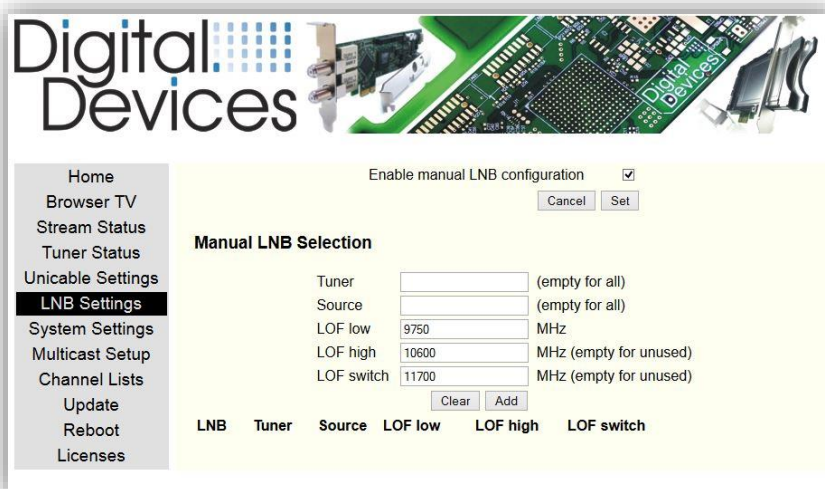 Digital
Devices
Digital
Devices
Home
Browser TV
Stream Status
Tuner Status
Unicable Settings
LNB Settings
System Settings
Multicast Setup
Channel Lists
Update
Reboot
Licenses
Enable manual LNB configuration
Cancel Set
Manual LNB Selection
Tuner (empty for all)
Source (empty for all)
LOF low 9750 MHz
LOF high 10600 MHz (empty for unused)
LOF switch 11700 MHz (empty for unused)
Clear Add
LNB Tuner Source LOF low LOF high LOF switch